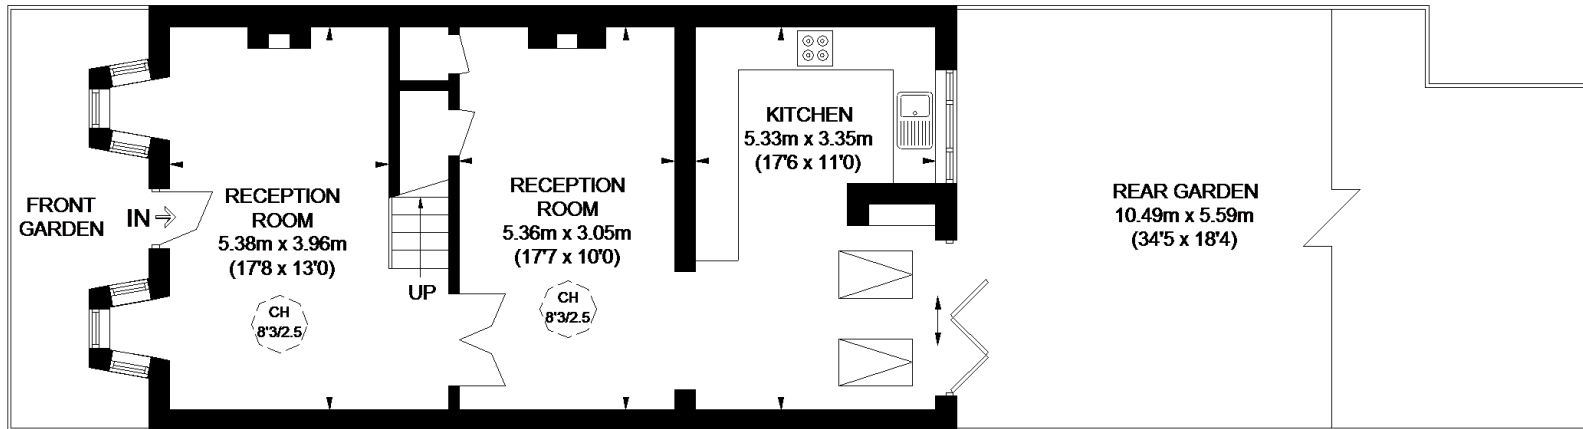 FRONT
GARDEN
IN
RECEPTION
ROOM
5.38m x 3.96m
(17'8 x 13'0)
CH
8'3/2.5
UP
RECEPTION
ROOM
5.36m x 3.05m
(17'7 x 10'0)
CH
8'3/2.5
KITCHEN
5.33m x 3.35m
(17'6 x 11'0)
REAR GARDEN
10.49m x 5.59m
(34'5 x 18'4)